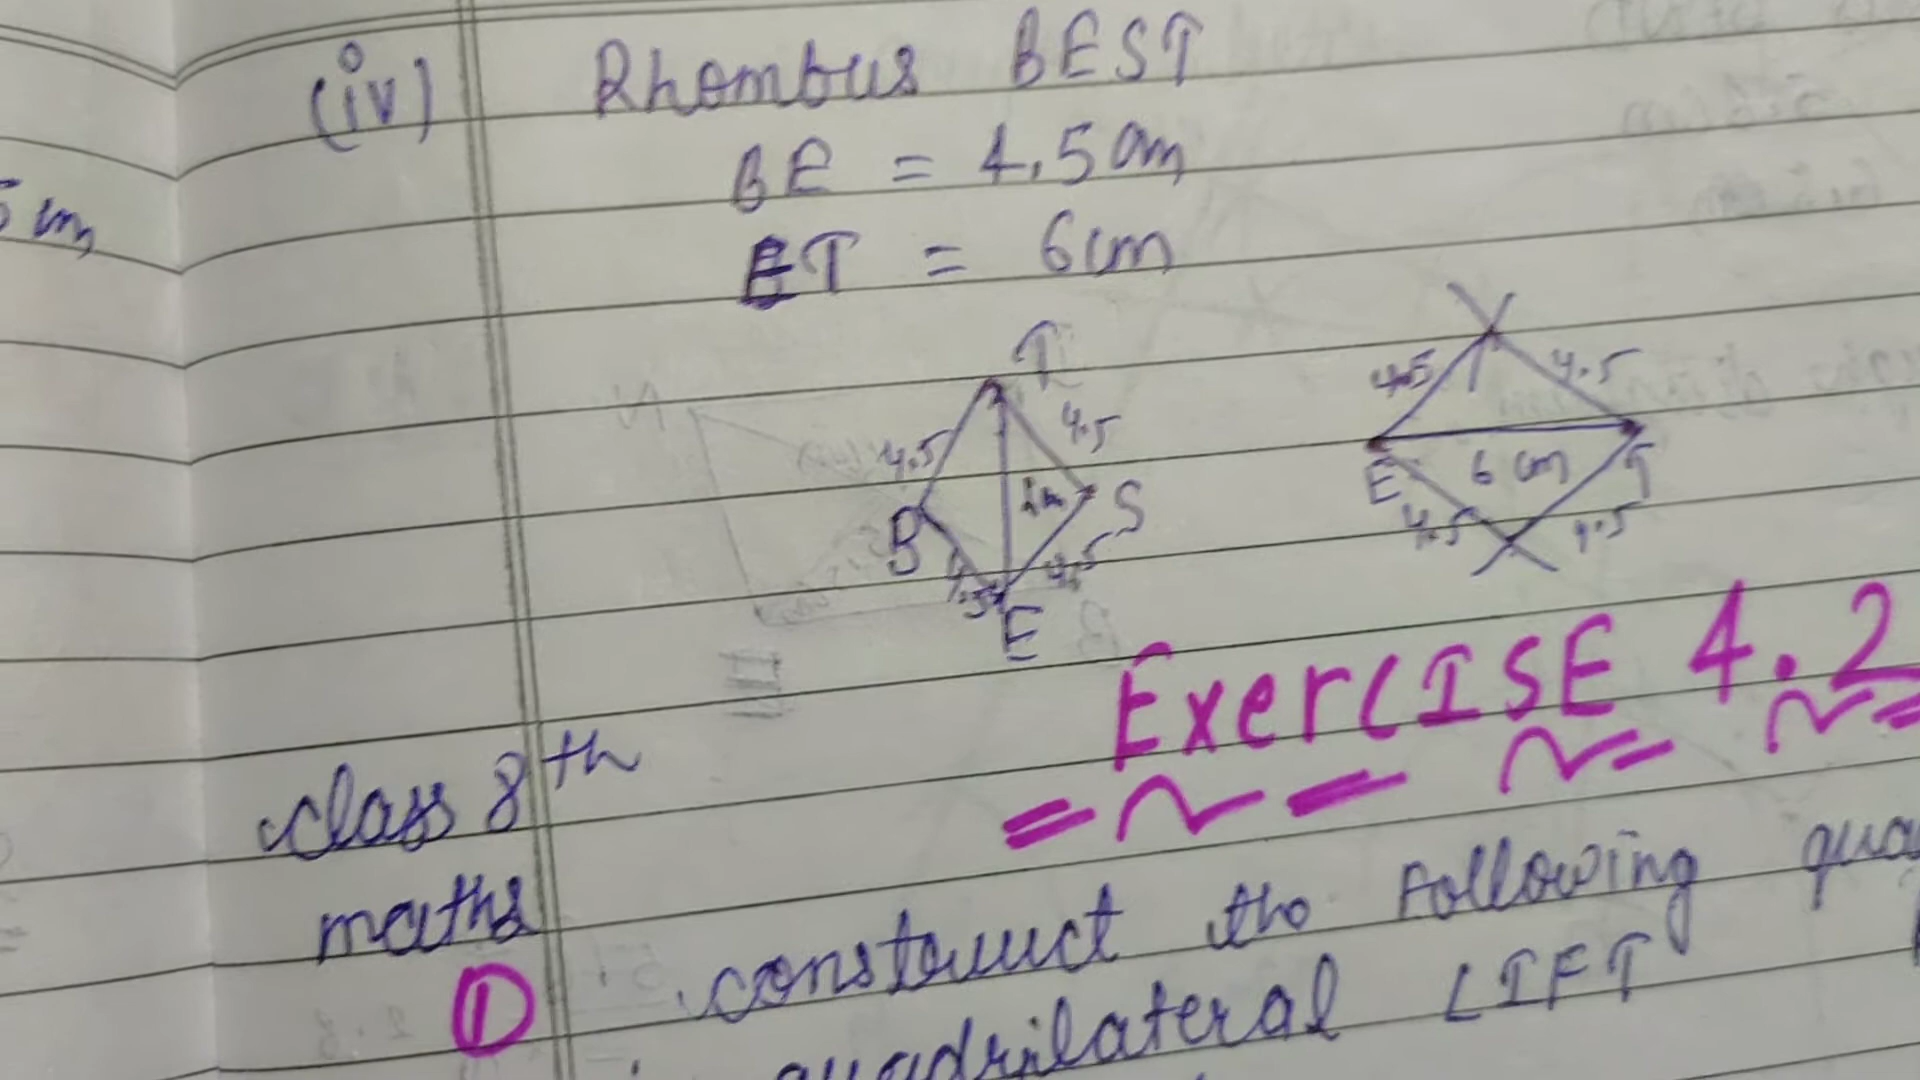 5 cm
(iv) Rhombus BEST
BE = 4.5 cm
ET = 6 cm
T
4.5
4.5
B
S
4.5
4.5
E
4.5
4.5
E
6 cm
T
4.5
4.5
Exercise 4.2
class 8th
maths
1 construct the following qua
quadrilateral LIFT